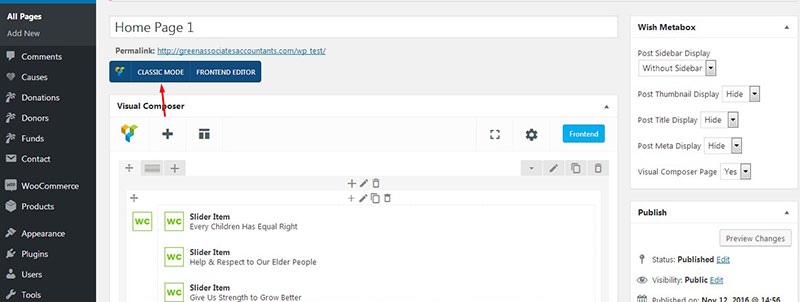 All Pages
Add New
Comments
Causes
Donations
Donors
Funds
Contact
WooCommerce
Products
Appearance
Plugins
Users
Tools
Home Page 1
Permalink: http://greenassociatesaccountants.com/wp_test/
CLASSIC MODE
FRONTEND EDITOR
Visual Composer
Frontend
WC
WC
Slider Item
Every Children Has Equal Right
WC
Slider Item
Help & Respect to Our Elder People
WC
Slider Item
Give Us Strength to Grow Better
Wish Metabox
Post Sidebar Display
Without Sidebar
Post Thumbnail Display Hide
Post Title Display Hide
Post Meta Display Hide
Visual Composer Page Yes
Publish
Preview Changes
Status: Published Edit
Visibility: Public Edit
Published on: Nov 12, 2016 @ 14:56